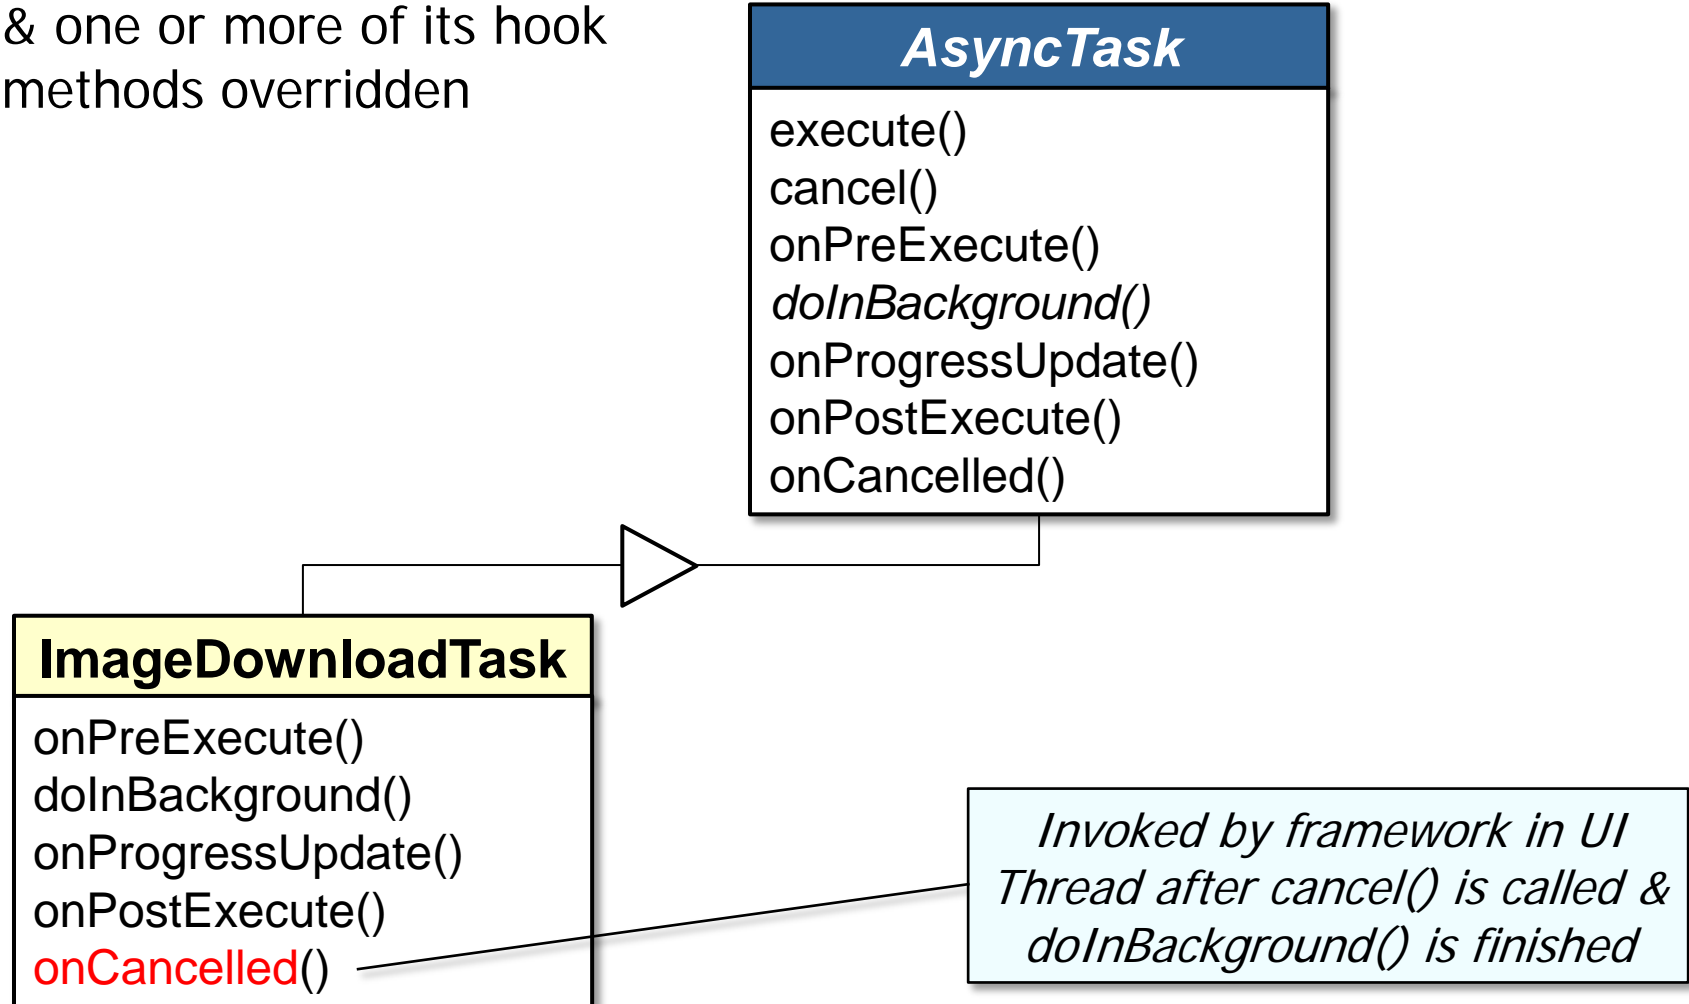 & one or more of its hook
methods overridden
AsyncTask
execute()
cancel()
onPreExecute()
doInBackground()
onProgressUpdate()
onPostExecute()
onCancelled()
ImageDownloadTask
onPreExecute()
doInBackground()
onProgressUpdate()
onPostExecute()
onCancelled()
Invoked by framework in UI
Thread after cancel() is called &
doInBackground() is finished